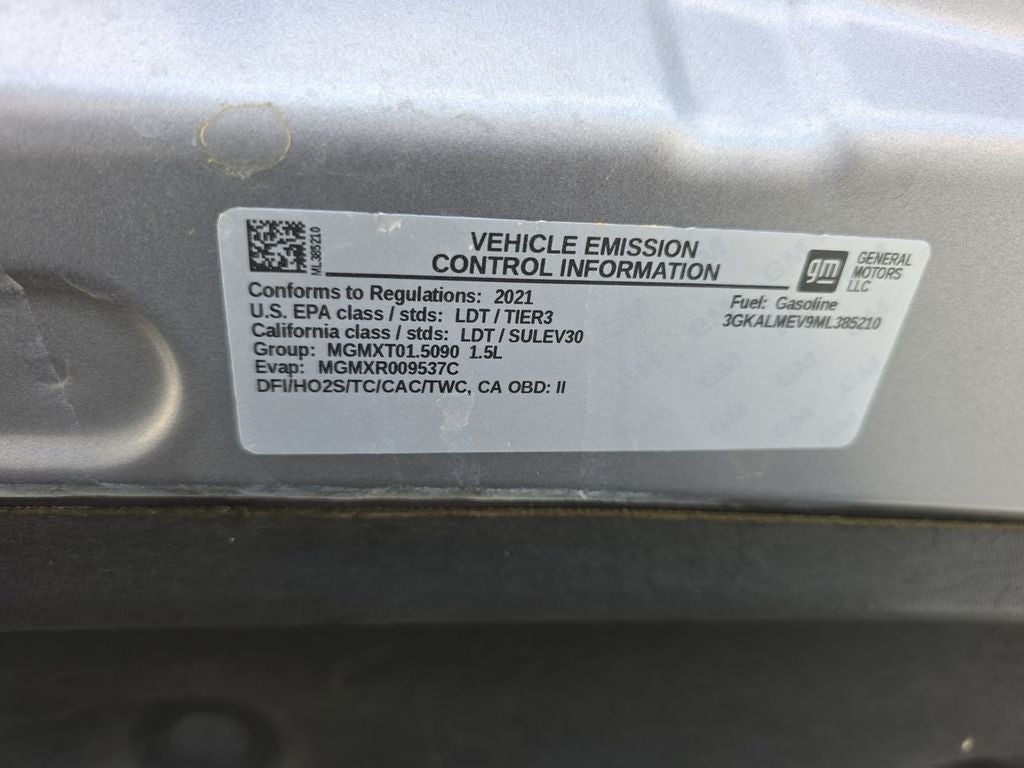 ML385210
VEHICLE EMISSION
CONTROL INFORMATION
gm
GENERAL
MOTORS
LLC
Conforms to Regulations: 2021
U.S. EPA class / stds: LDT / TIER3
California class / stds: LDT / SULEV30
Group: MGMXT01.5090 1.5L
Evap: MGMXR009537C
DFI/HO2S/TC/CAC/TWC, CA OBD: II
Fuel: Gasoline
3GKALMEV9ML385210